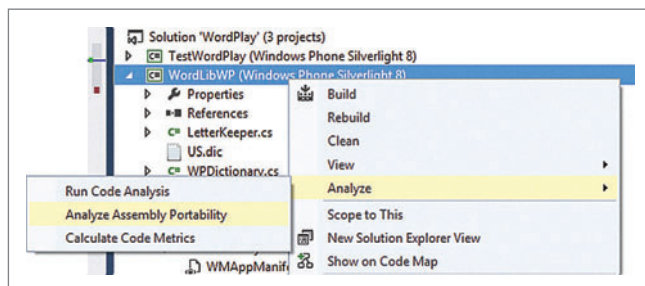 Solution 'WordPlay' (3 projects)
C# TestWordPlay (Windows Phone Silverlight 8)
C# WordLibWP (Windows Phone Silverlight 8)
Properties
References
C# LetterKeeper.cs
US.dic
C# WPDictionary.cs
WMAppManif
Build
Rebuild
Clean
View
Analyze
Scope to This
New Solution Explorer View
Show on Code Map
Run Code Analysis
Analyze Assembly Portability
Calculate Code Metrics